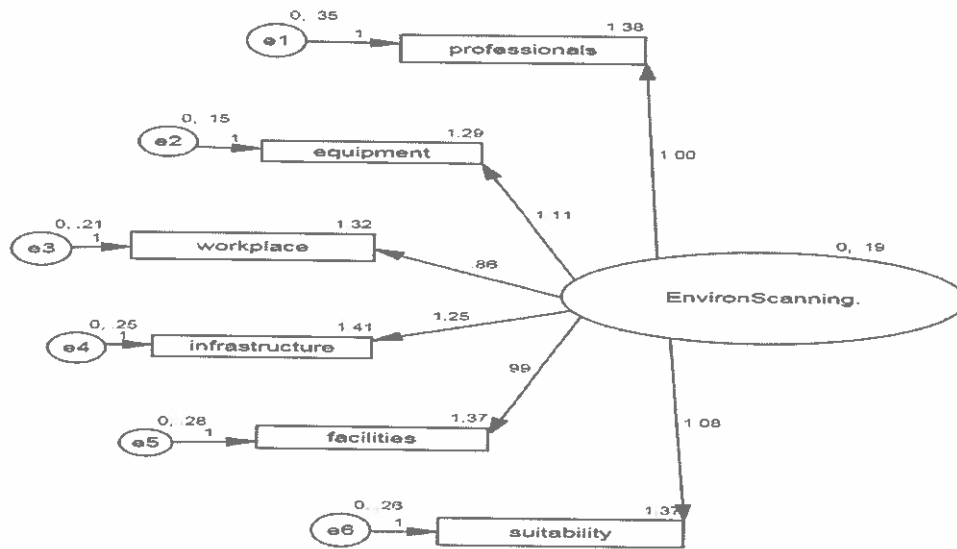 0, .35
e1
1
1.38
professionals
0, .15
e2
1
1.29
equipment
1.00
1.11
0, .21
e3
1
1.32
workplace
.86
0, .19
EnvironScanning.
0, .25
e4
1
1.41
infrastructure
1.25
.99
0, .28
e5
1
1.37
facilities
1.08
0, .26
e6
1
1.37
suitability